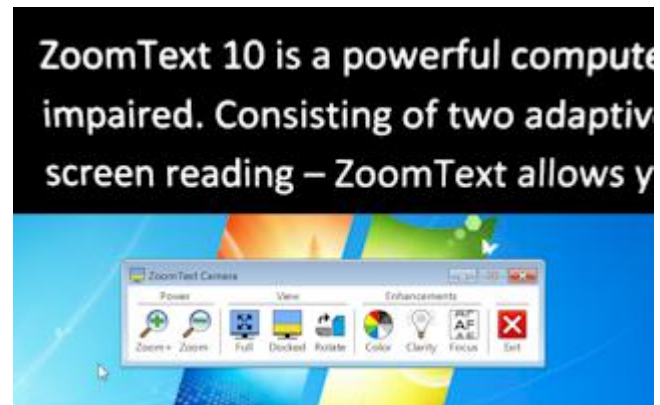 ZoomText 10 is a powerful compute
impaired. Consisting of two adaptiv
screen reading – ZoomText allows y
ZoomText Camera
Power View Enhancements
Zoom+ Zoom- Full Docked Rotate Color Clarity Focus Exit
AF